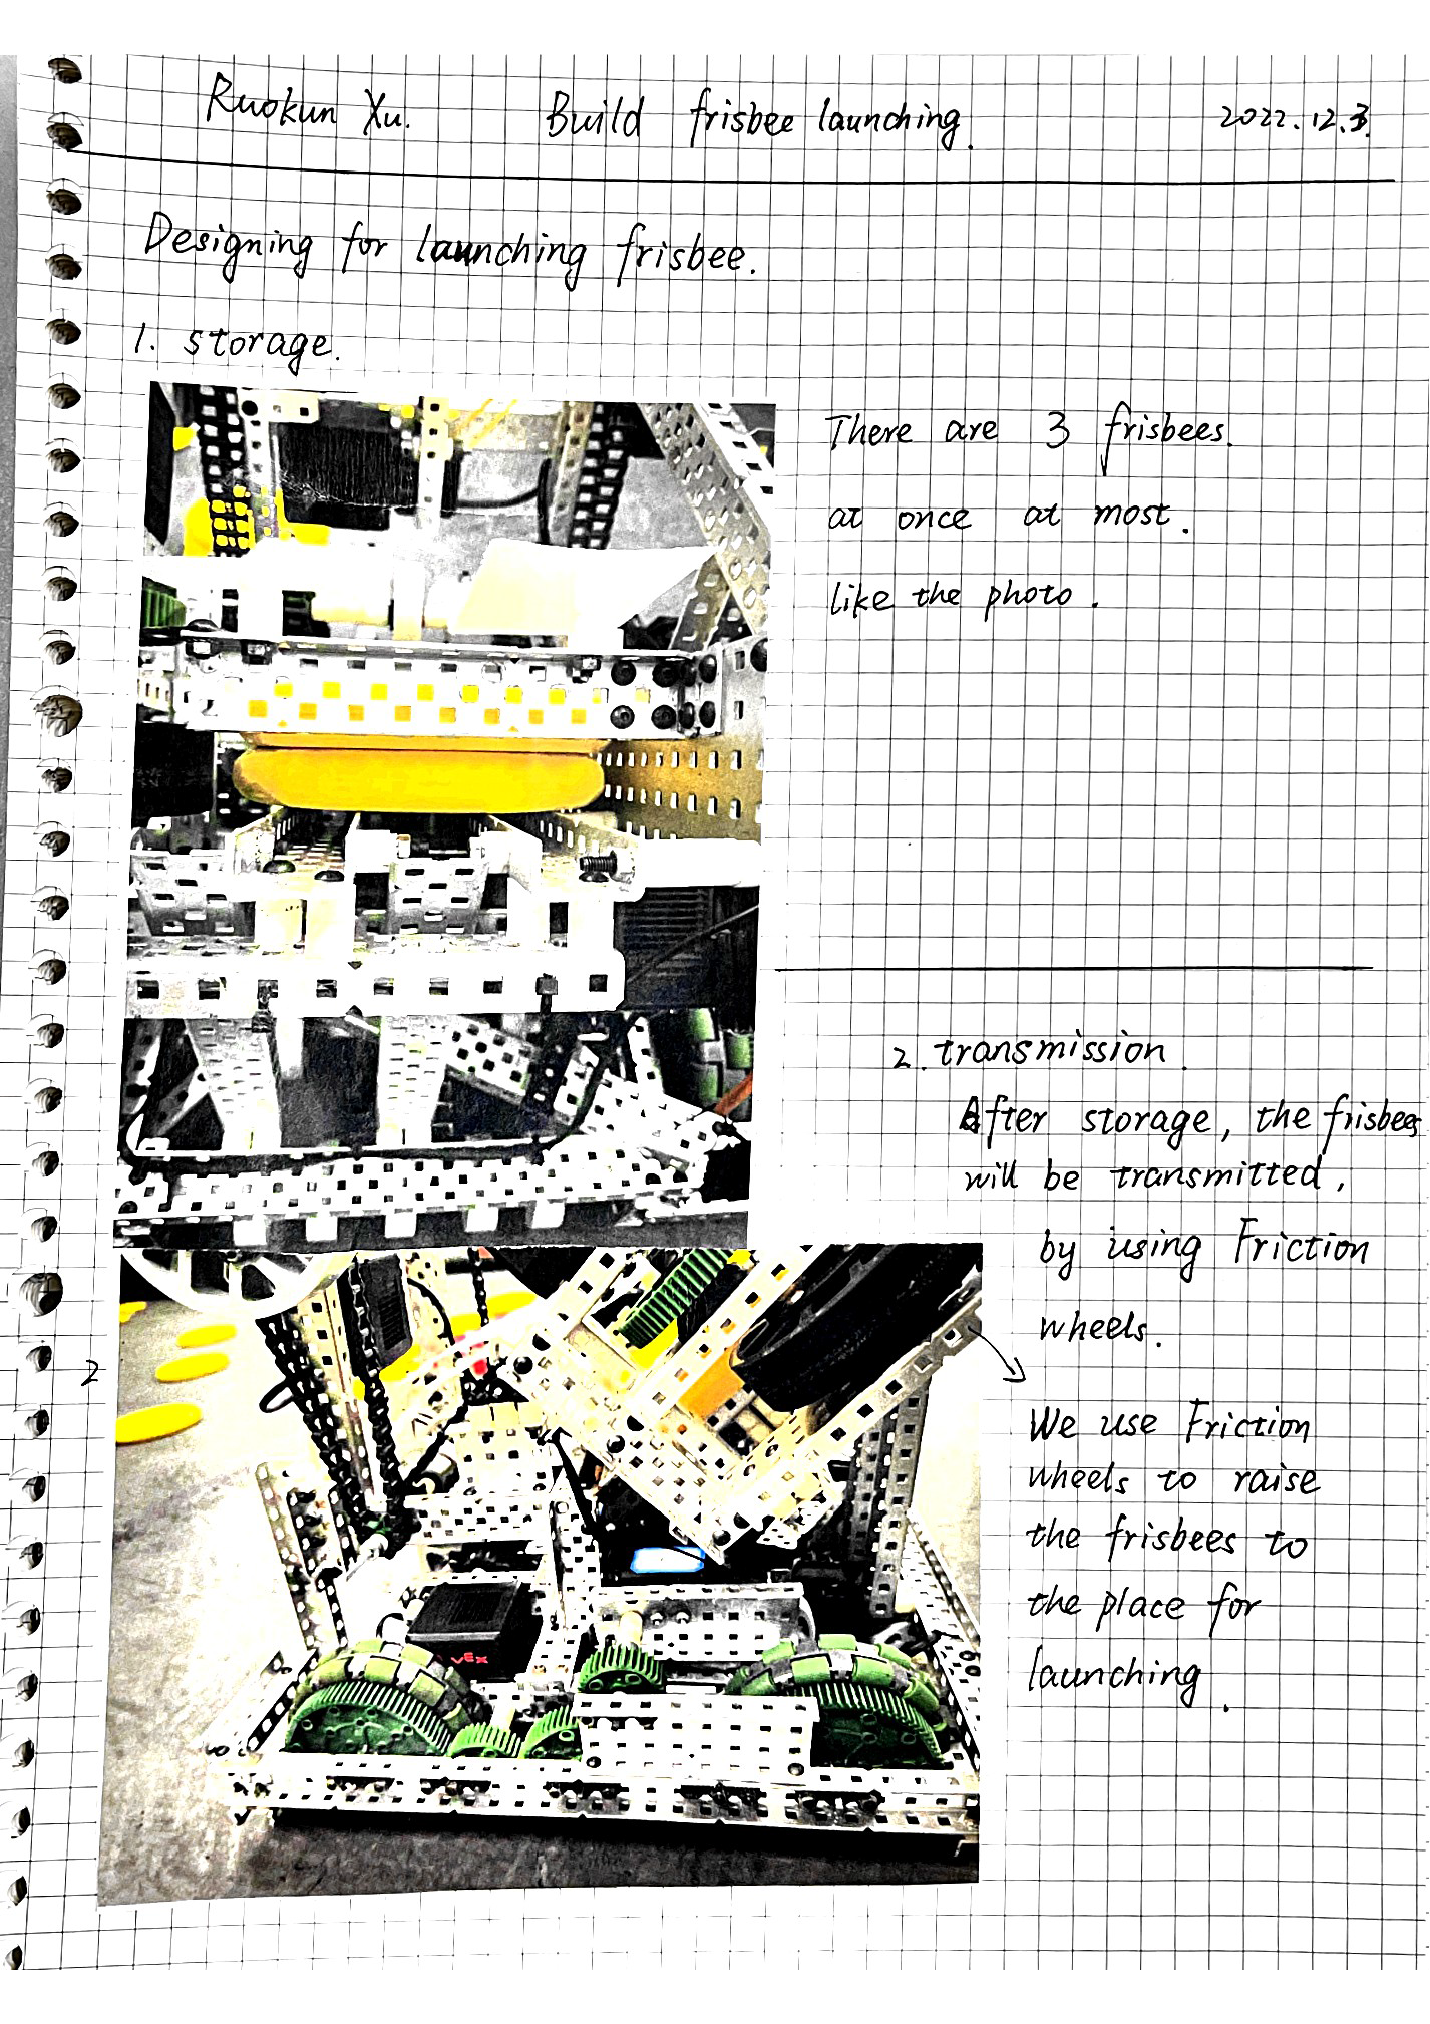 Ruokun Xu. Build frisbee launching. 2022.12.3.
Designing for launching frisbee.
1. storage.
There are 3 frisbees.
at once at most.
like the photo.
2. transmission.
After storage, the frisbees
will be transmitted,
by using Friction
wheels.
2
We use Friction
wheels to raise
the frisbees to
the place for
launching.
VEX